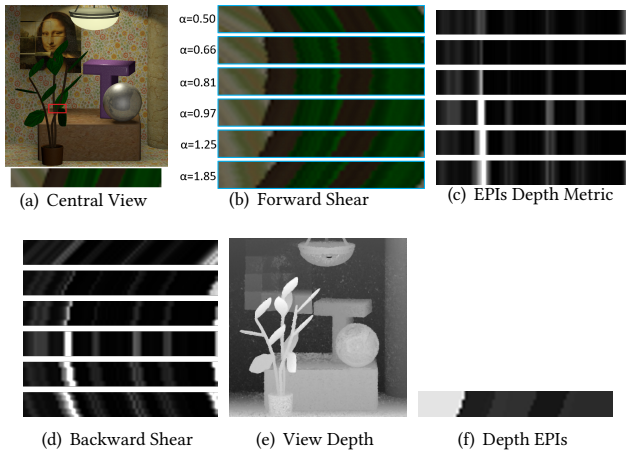 α=0.50
α=0.66
α=0.81
α=0.97
α=1.25
α=1.85
(a) Central View
(b) Forward Shear
(c) EPIs Depth Metric
(d) Backward Shear
(e) View Depth
(f) Depth EPIs